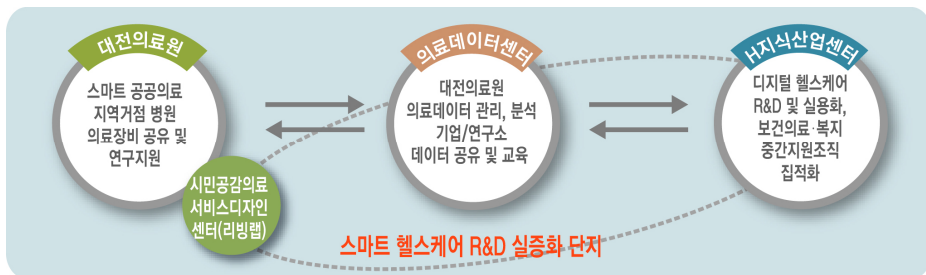 대전의료원
스마트 공공의료
지역거점 병원
의료장비 공유 및
연구지원
시민공감의료
서비스디자인
센터(리빙랩)
의료데이터센터
대전의료원
의료데이터 관리, 분석
기업/연구소
데이터 공유 및 교육
H지식산업센터
디지털 헬스케어
R&D 및 실용화,
보건의료·복지
중간지원조직
집적화
스마트 헬스케어 R&D 실증화 단지